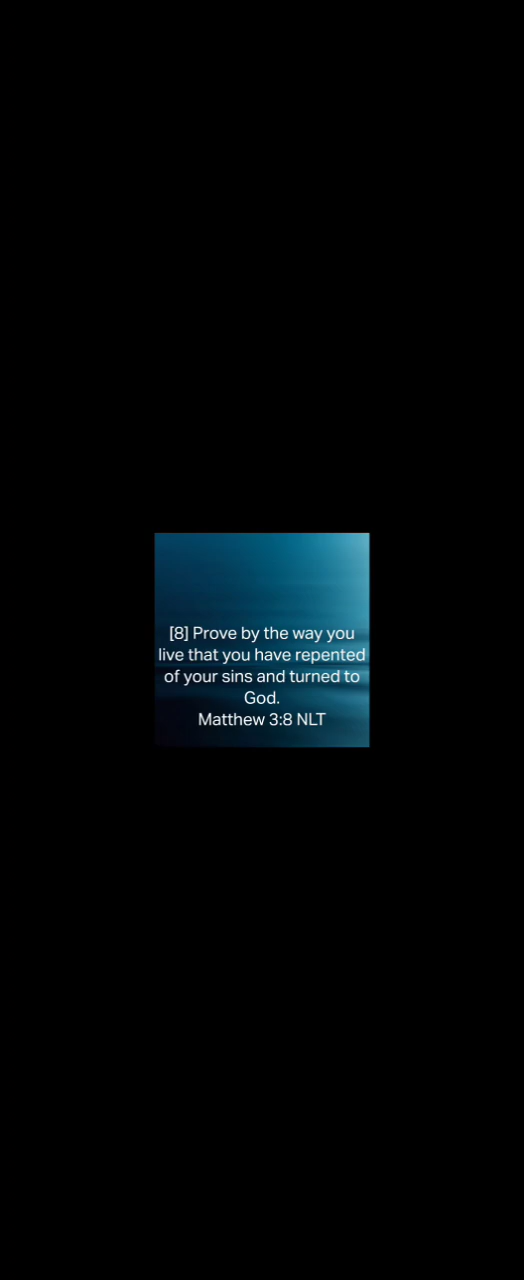 [8] Prove by the way you
live that you have repented
of your sins and turned to
God.
Matthew 3:8 NLT